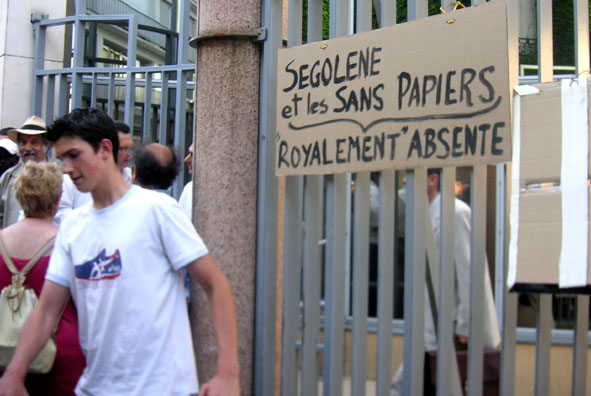 SEGOLENE
et les SANS PAPIERS
"ROYALEMENT" ABSENTE